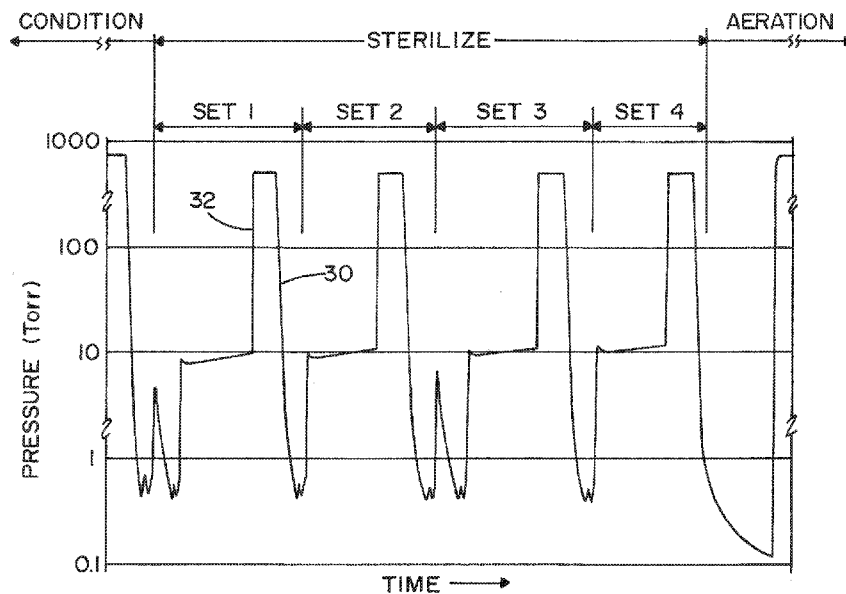 CONDITION
STERILIZE
AERATION
SET 1
SET 2
SET 3
SET 4
1000
32
100
30
10
1
0.1
PRESSURE (Torr)
TIME